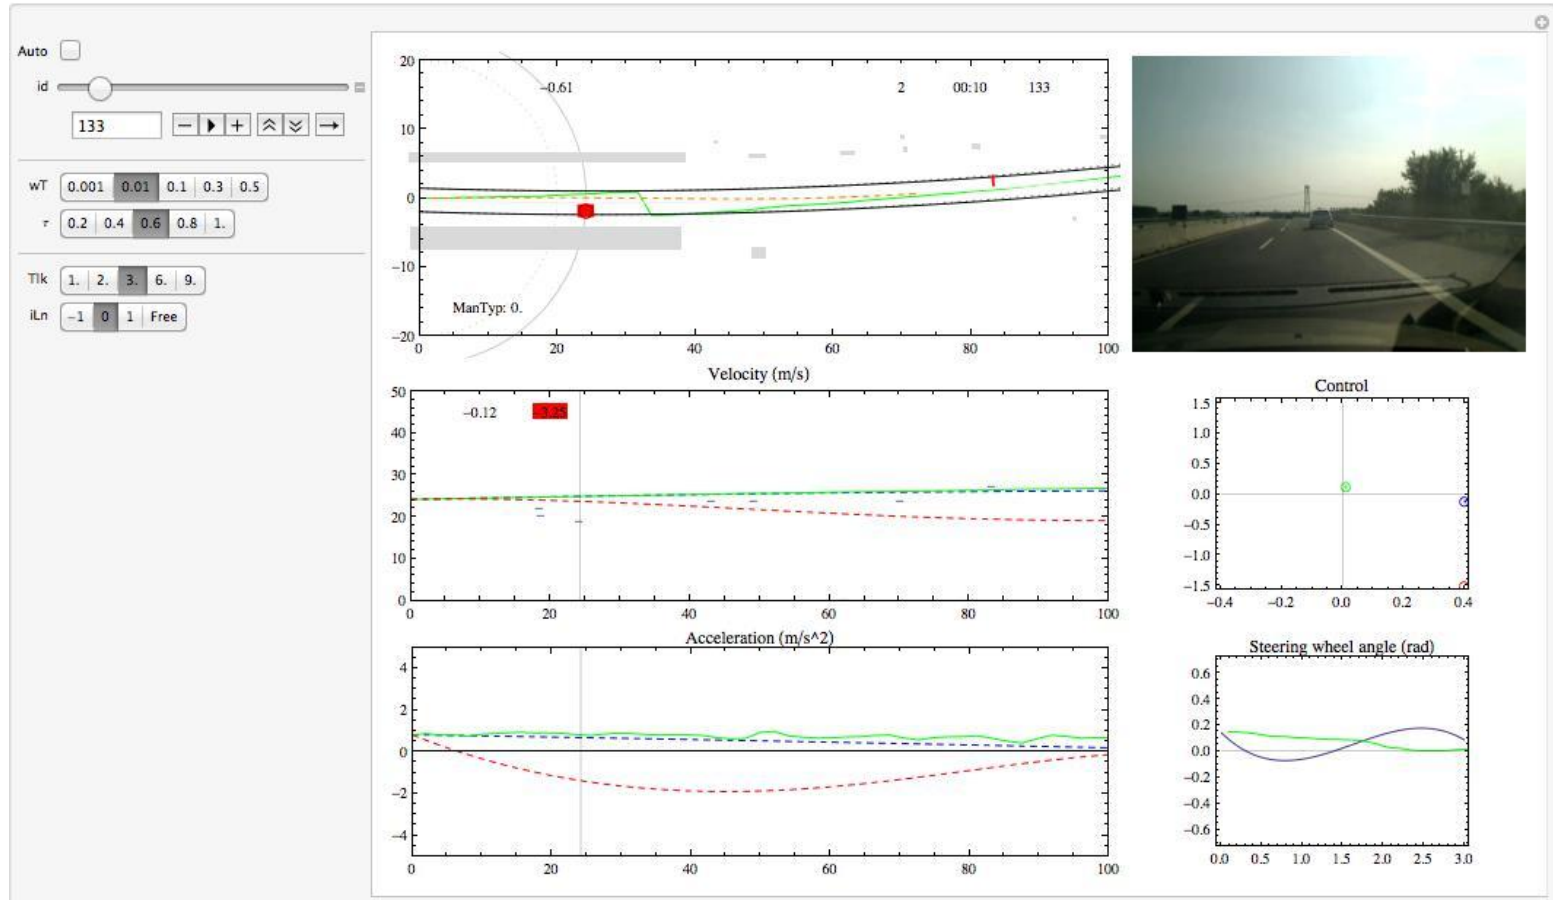 Auto
id
133
wT 0.001 0.01 0.1 0.3 0.5
τ 0.2 0.4 0.6 0.8 1.
Tlk 1. 2. 3. 6. 9.
iLn −1 0 1 Free
20
10
0
−10
−20
−0.61 2 00:10 133
ManTyp: 0.
0 20 40 60 80 100
Velocity (m/s)
50
40
30
20
10
0
−0.12 −3.25
0 20 40 60 80 100
Acceleration (m/s^2)
4
2
0
−2
−4
0 20 40 60 80 100
Control
1.5
1.0
0.5
0.0
−0.5
−1.0
−1.5
−0.4 −0.2 0.0 0.2 0.4
Steering wheel angle (rad)
0.6
0.4
0.2
0.0
−0.2
−0.4
−0.6
0.0 0.5 1.0 1.5 2.0 2.5 3.0